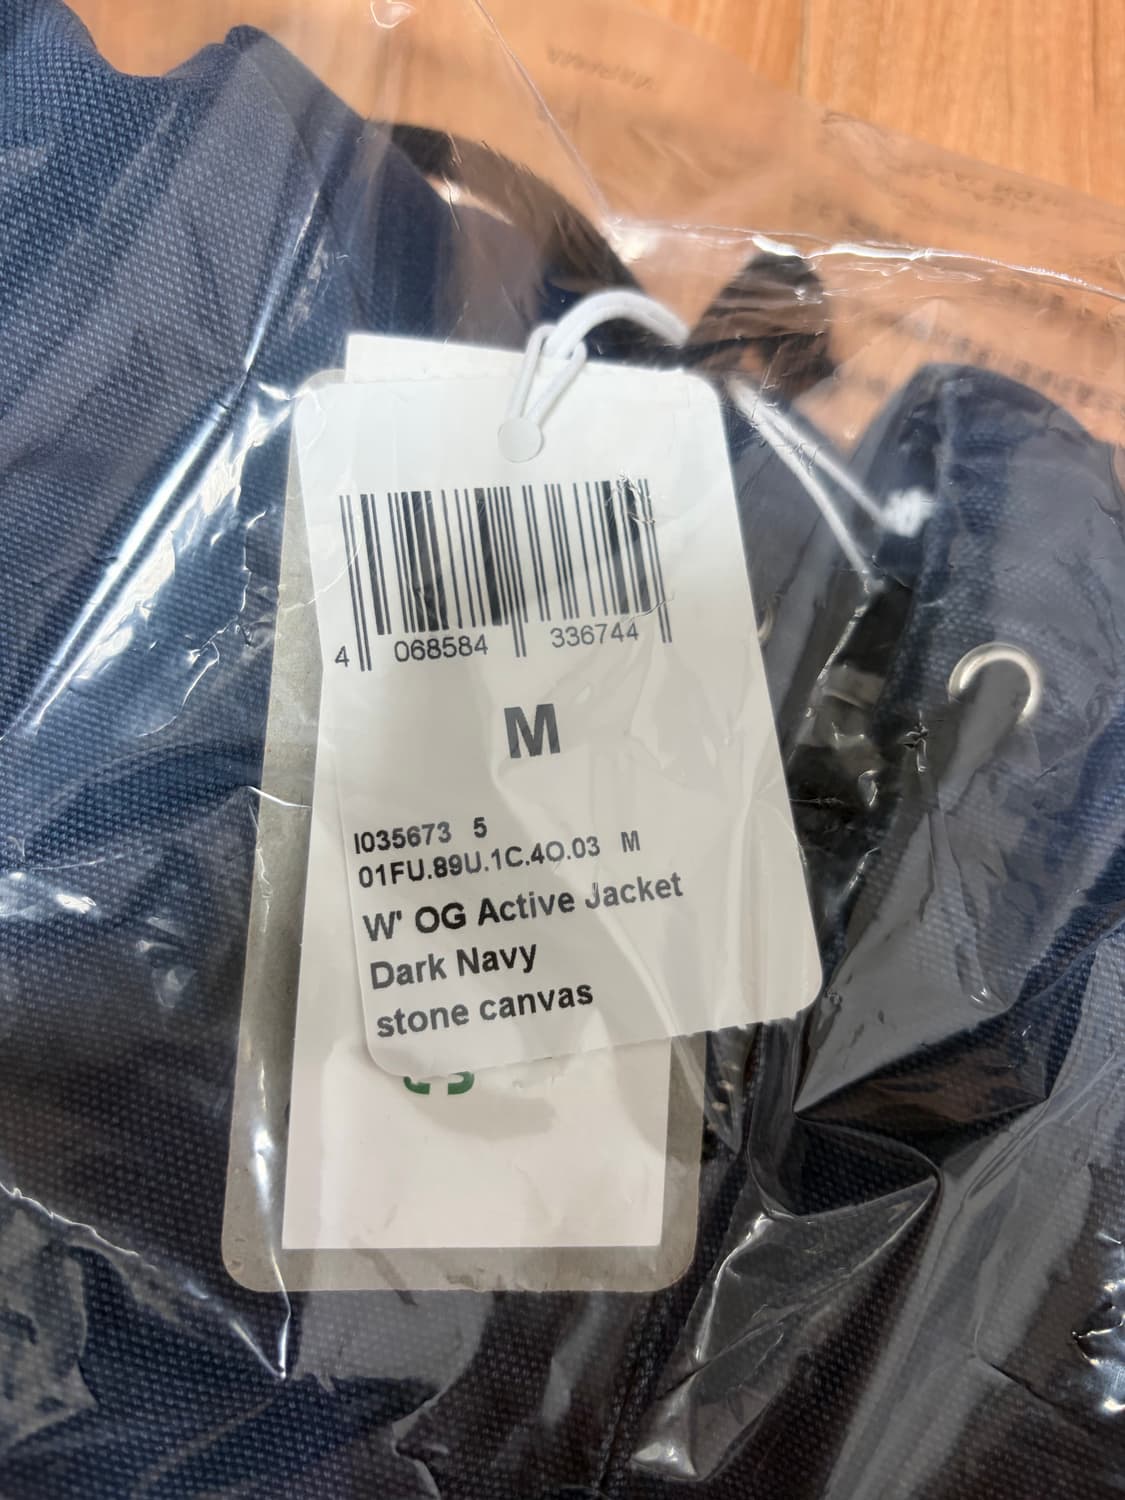 4 068584 336744
M
I035673 5
01FU.89U.1C.4O.03 M
W' OG Active Jacket
Dark Navy
stone canvas